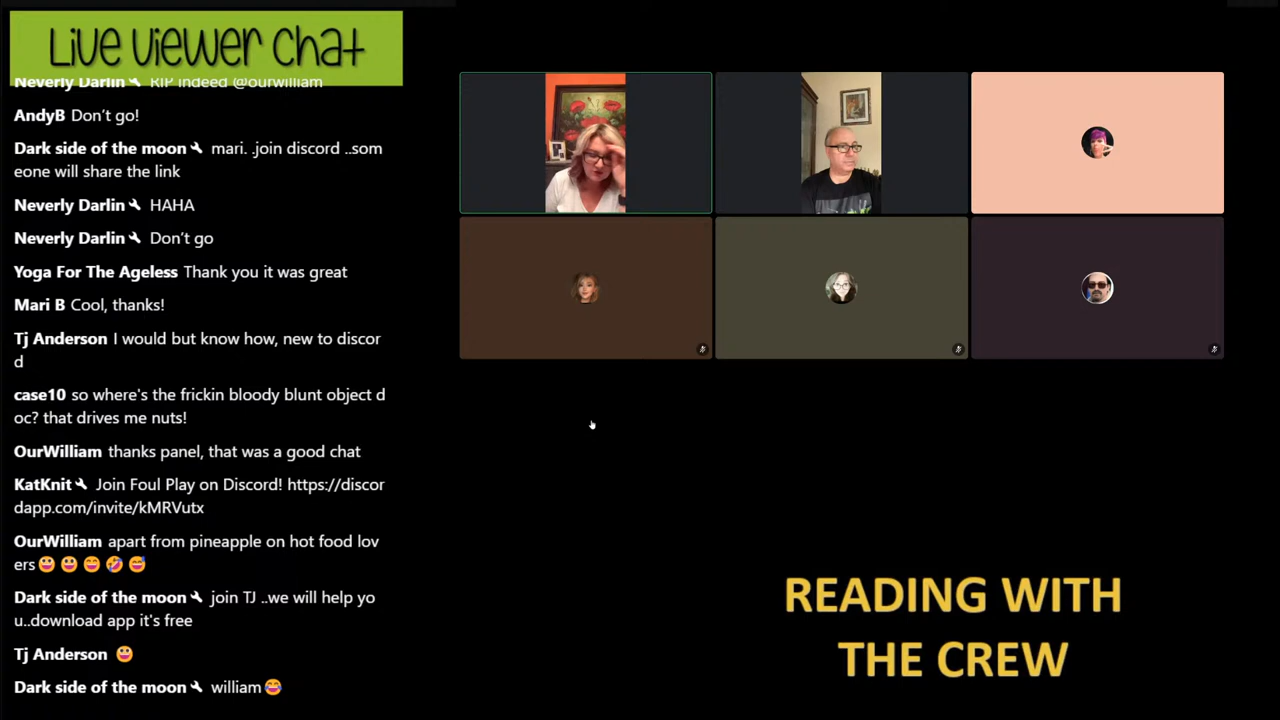 Live viewer chat
Neverly Darlin RIP indeed @ourwilliam
AndyB Don't go!
Dark side of the moon mari. .join discord ..som
eone will share the link
Neverly Darlin HAHA
Neverly Darlin Don't go
Yoga For The Ageless Thank you it was great
Mari B Cool, thanks!
Tj Anderson I would but know how, new to discor
d
case10 so where's the frickin bloody blunt object d
oc? that drives me nuts!
OurWilliam thanks panel, that was a good chat
KatKnit Join Foul Play on Discord! https://discor
dapp.com/invite/kMRVutx
OurWilliam apart from pineapple on hot food lov
ers😀😀😄🤣😅
Dark side of the moon join TJ ..we will help yo
u..download app it's free
Tj Anderson 😀
Dark side of the moon william😂
READING WITH
THE CREW